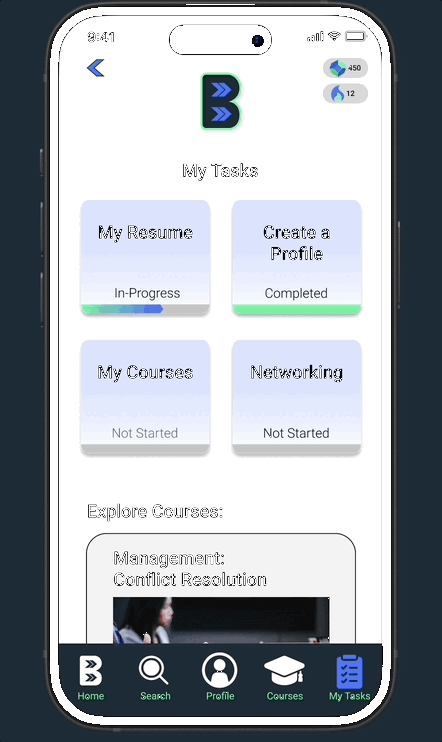 9:41
450
12
B
My Tasks
My Resume
In-Progress
Create a
Profile
Completed
My Courses
Not Started
Networking
Not Started
Explore Courses:
Management:
Conflict Resolution
Home
Search
Profile
Courses
My Tasks